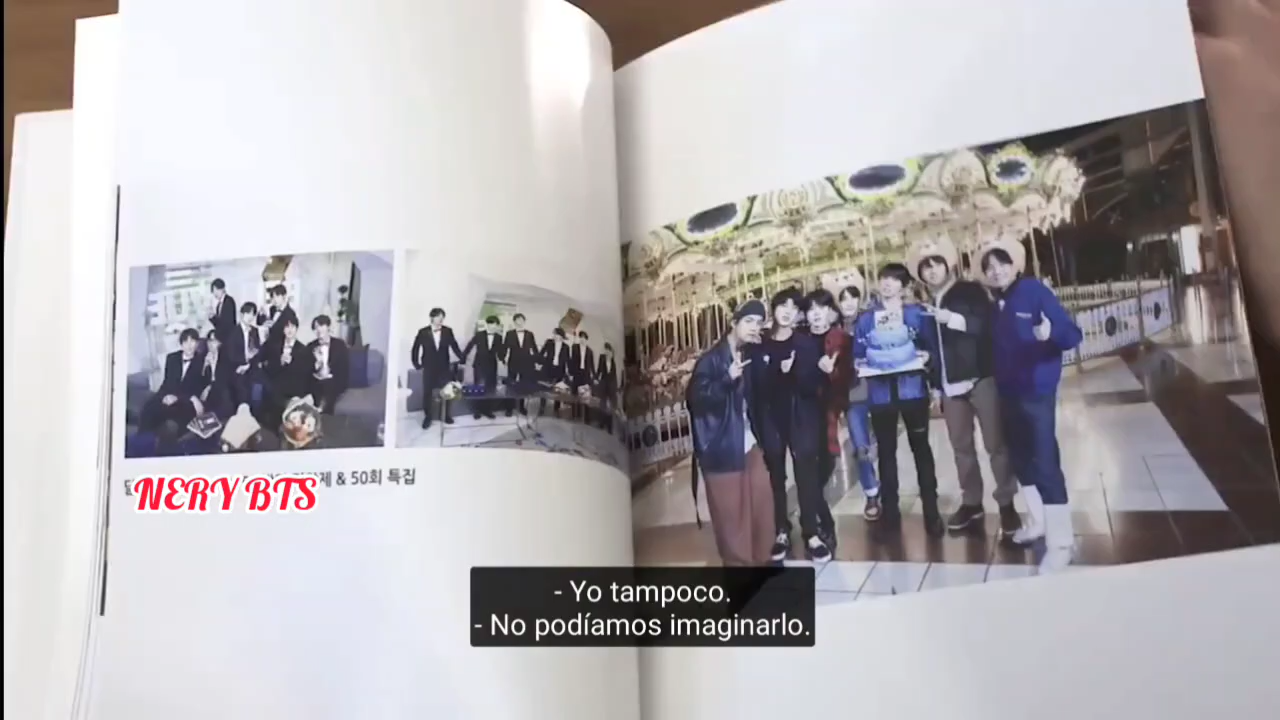 & 50회 특집
NERY BTS
- Yo tampoco.
- No podíamos imaginarlo.